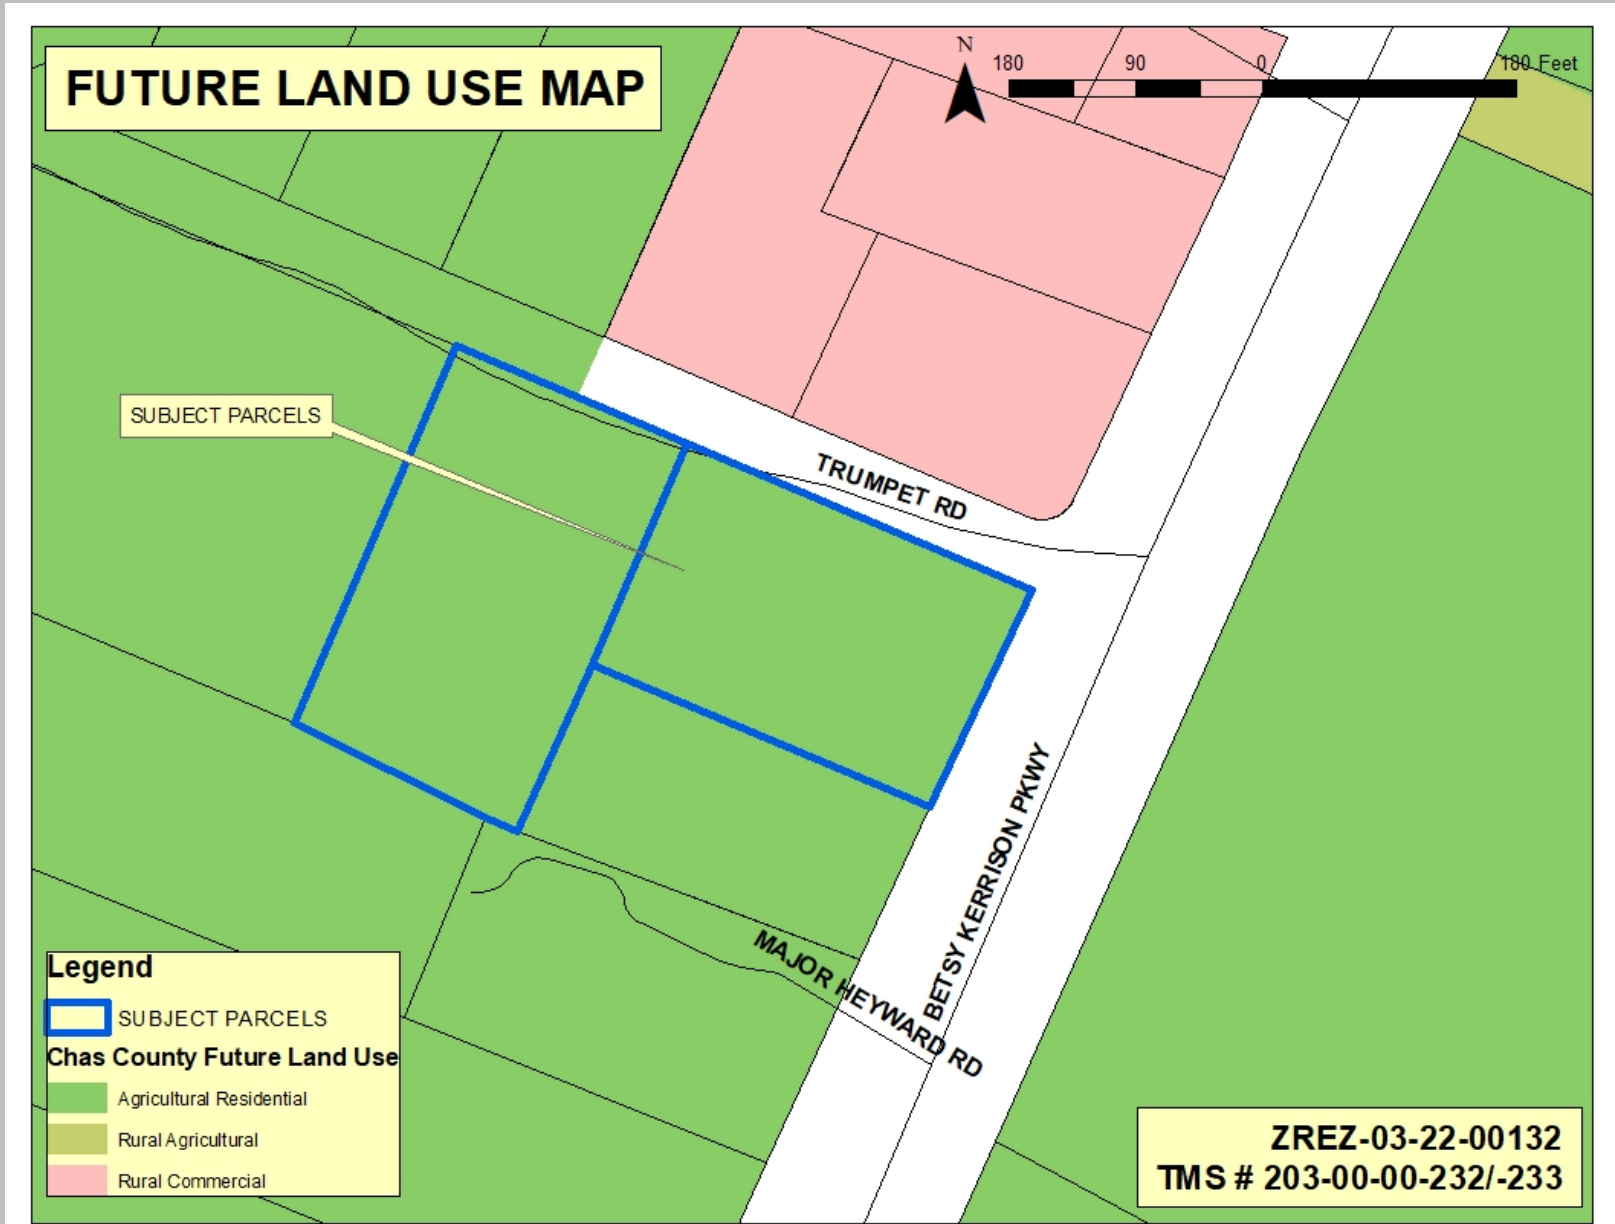 FUTURE LAND USE MAP
N
180 90 0 180 Feet
SUBJECT PARCELS
TRUMPET RD
BETSY KERRISON PKWY
MAJOR HEYWARD RD
Legend
SUBJECT PARCELS
Chas County Future Land Use
Agricultural Residential
Rural Agricultural
Rural Commercial
ZREZ-03-22-00132
TMS # 203-00-00-232/-233